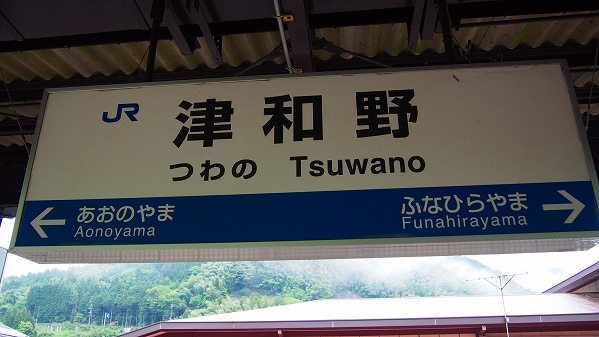 JR 津和野
つわの Tsuwano
← あおのやま ふなひらやま →
Aonoyama Funahirayama